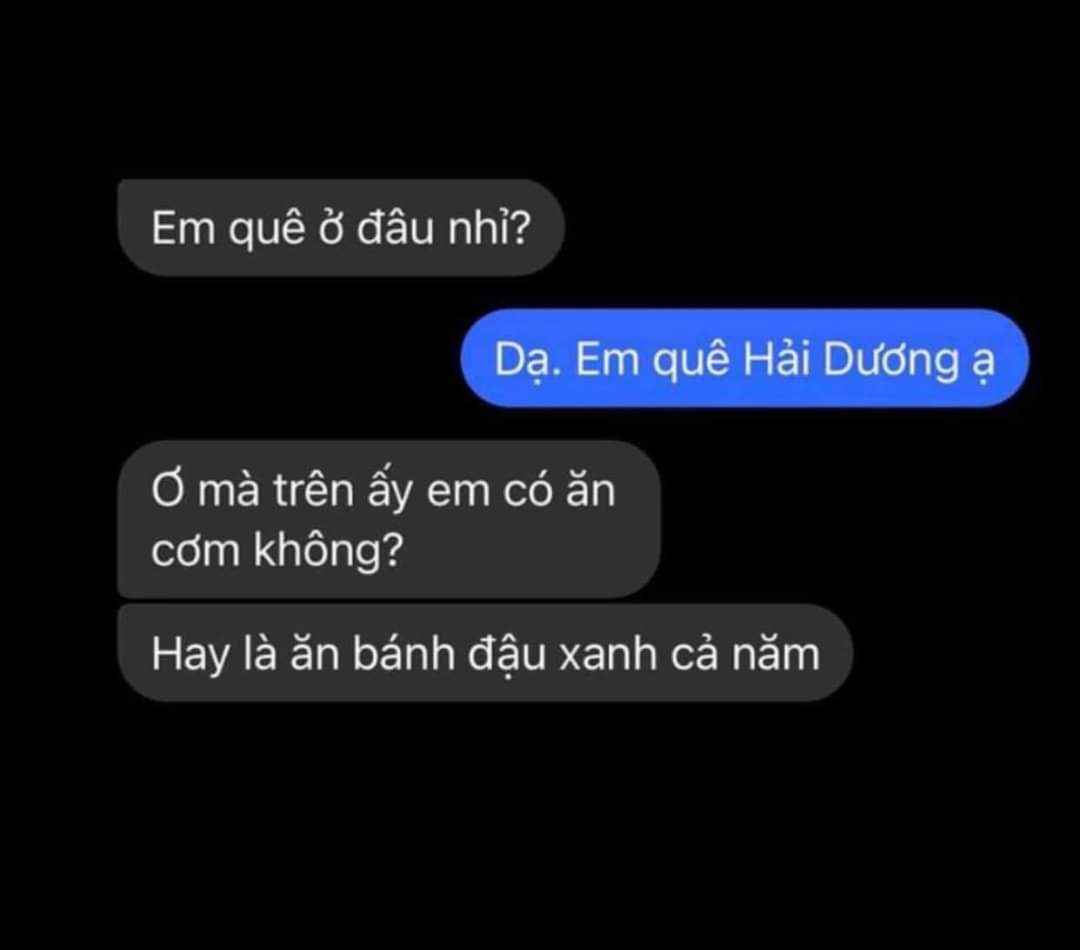 Em quê ở đâu nhỉ?
Dạ. Em quê Hải Dương ạ
Ơ mà trên ấy em có ăn
cơm không?
Hay là ăn bánh đậu xanh cả năm